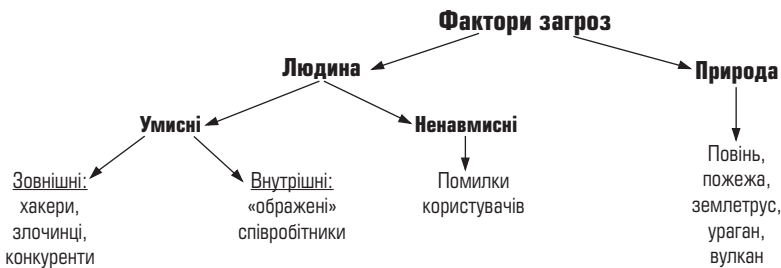 Фактори загроз
Людина
Природа
Умисні
Ненавмисні
Зовнішні:
хакери,
злочинці,
конкуренти
Внутрішні:
«ображені»
співробітники
Помилки
користувачів
Повінь,
пожежа,
землетрус,
ураган,
вулкан